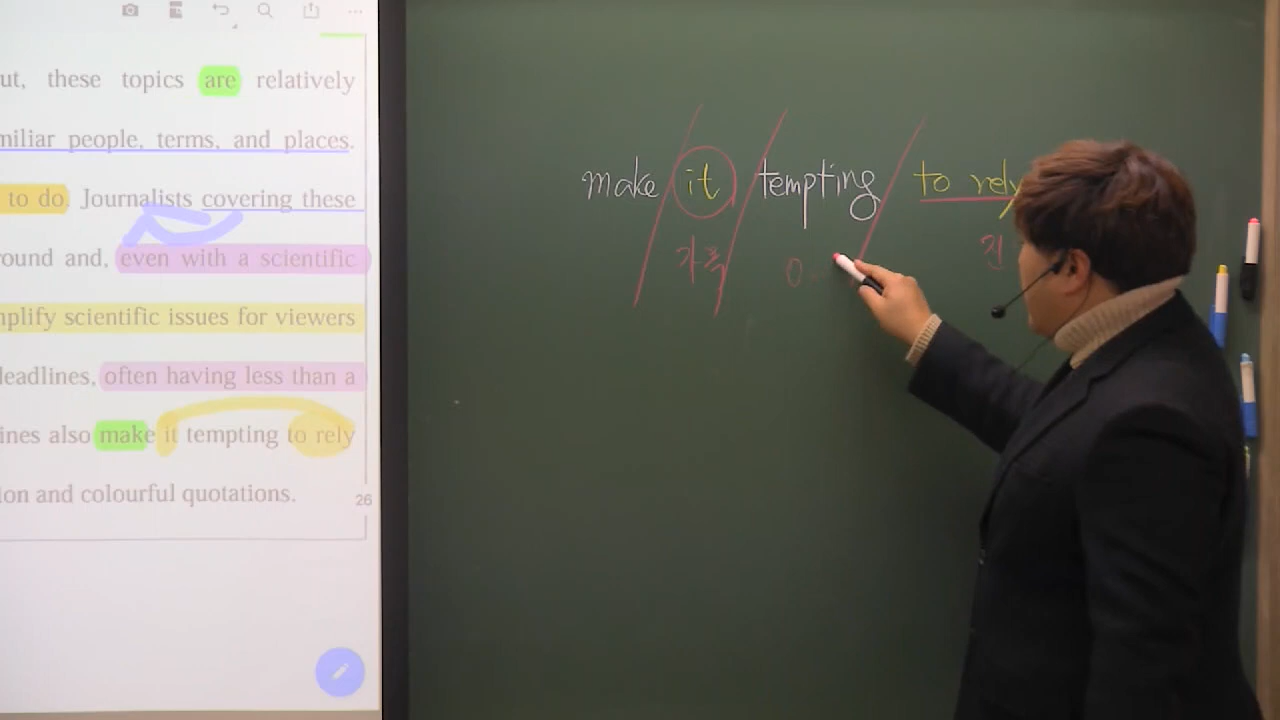 ut, these topics are relatively
miliar people, terms, and places.
to do. Journalists covering these
round and, even with a scientific
mplify scientific issues for viewers
deadlines, often having less than a
ines also make it tempting to rely
ion and colourful quotations.
26
make it tempting to rely
가목 진